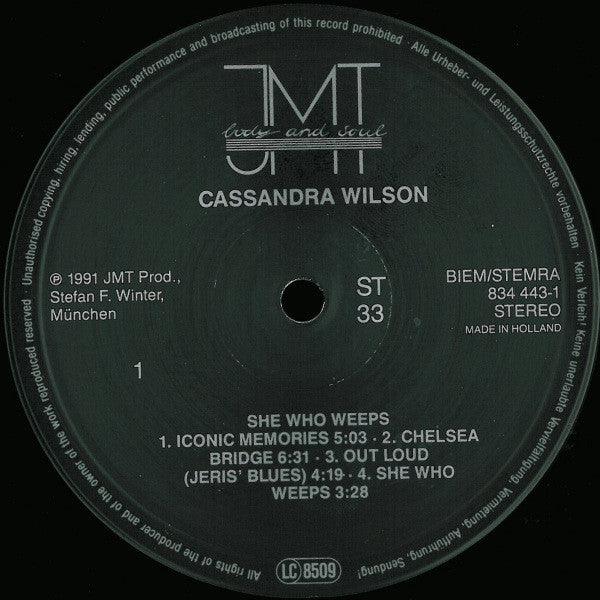 JMT
body and soul
CASSANDRA WILSON
℗ 1991 JMT Prod.,
Stefan F. Winter,
München
ST
33
BIEM/STEMRA
834 443-1
STEREO
MADE IN HOLLAND
1
SHE WHO WEEPS
1. ICONIC MEMORIES 5:03 · 2. CHELSEA
BRIDGE 6:31 · 3. OUT LOUD
(JERIS' BLUES) 4:19 · 4. SHE WHO
WEEPS 3:28
LC 8509
All rights of the producer and of the owner of the work reproduced reserved · Unauthorised copying, hiring, lending, public performance and broadcasting of this record prohibited · Alle Urheber- und Leistungsschutzrechte vorbehalten · Kein Verleih! Keine unerlaubte Vervielfältigung, Vermietung, Aufführung, Sendung!